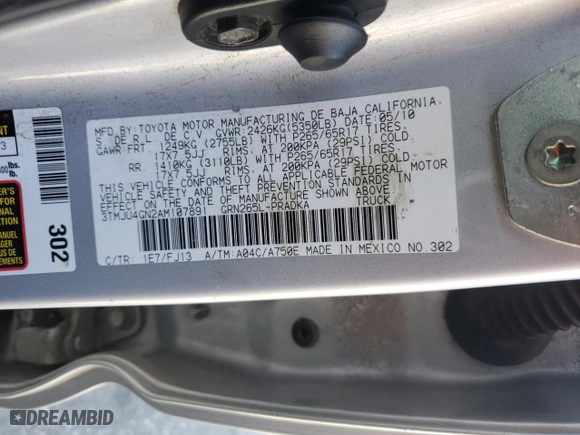 MFD.BY:TOYOTA MOTOR MANUFACTURING DE BAJA CALIFORNIA,
S. DE R.L. DE C.V. GVWR:2426KG(5350LB) DATE:05/10
GAWR:FRT. 1249KG (2755LB) WITH P265/65R17 TIRES,
17X7.5JJ RIMS, AT 200KPA (29PSI) COLD.
RR. 1410KG (3110LB) WITH P265/65R17 TIRES,
17X7.5JJ RIMS, AT 200KPA (29PSI) COLD.
THIS VEHICLE CONFORMS TO ALL APPLICABLE FEDERAL MOTOR
VEHICLE SAFETY AND THEFT PREVENTION STANDARDS IN
EFFECT ON THE DATE OF MANUFACTURE SHOWN ABOVE.
3TMJU4GN2AM107891 GRN265L-PRADKA TRUCK
C/TR: 1E7/FJ13 A/TM:A04C/A750E MADE IN MEXICO NO.302
302
lbs.
lb.
MANUEL
DREAMBID